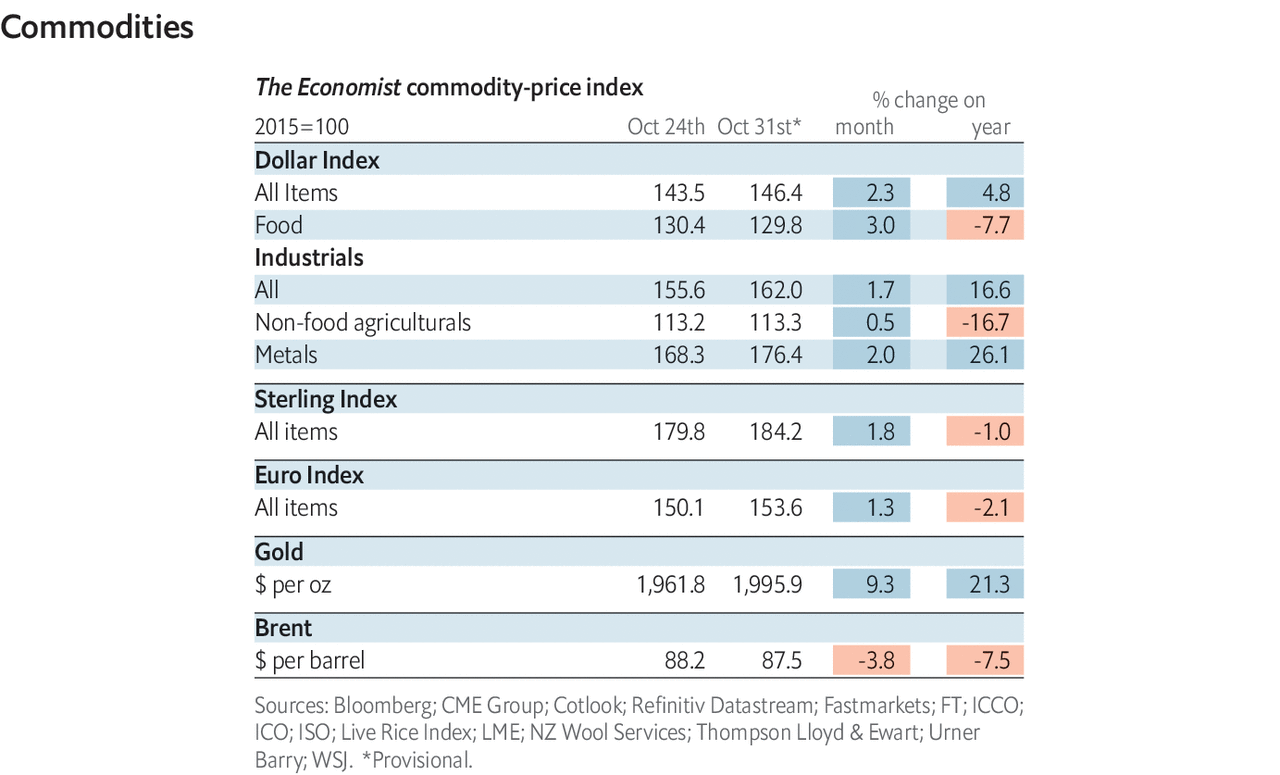 Commodities
The Economist commodity-price index
% change on
2015=100 Oct 24th Oct 31st* month year
Dollar Index
All Items 143.5 146.4 2.3 4.8
Food 130.4 129.8 3.0 -7.7
Industrials
All 155.6 162.0 1.7 16.6
Non-food agriculturals 113.2 113.3 0.5 -16.7
Metals 168.3 176.4 2.0 26.1
Sterling Index
All items 179.8 184.2 1.8 -1.0
Euro Index
All items 150.1 153.6 1.3 -2.1
Gold
$ per oz 1,961.8 1,995.9 9.3 21.3
Brent
$ per barrel 88.2 87.5 -3.8 -7.5
Sources: Bloomberg; CME Group; Cotlook; Refinitiv Datastream; Fastmarkets; FT; ICCO;
ICO; ISO; Live Rice Index; LME; NZ Wool Services; Thompson Lloyd & Ewart; Urner
Barry; WSJ. *Provisional.